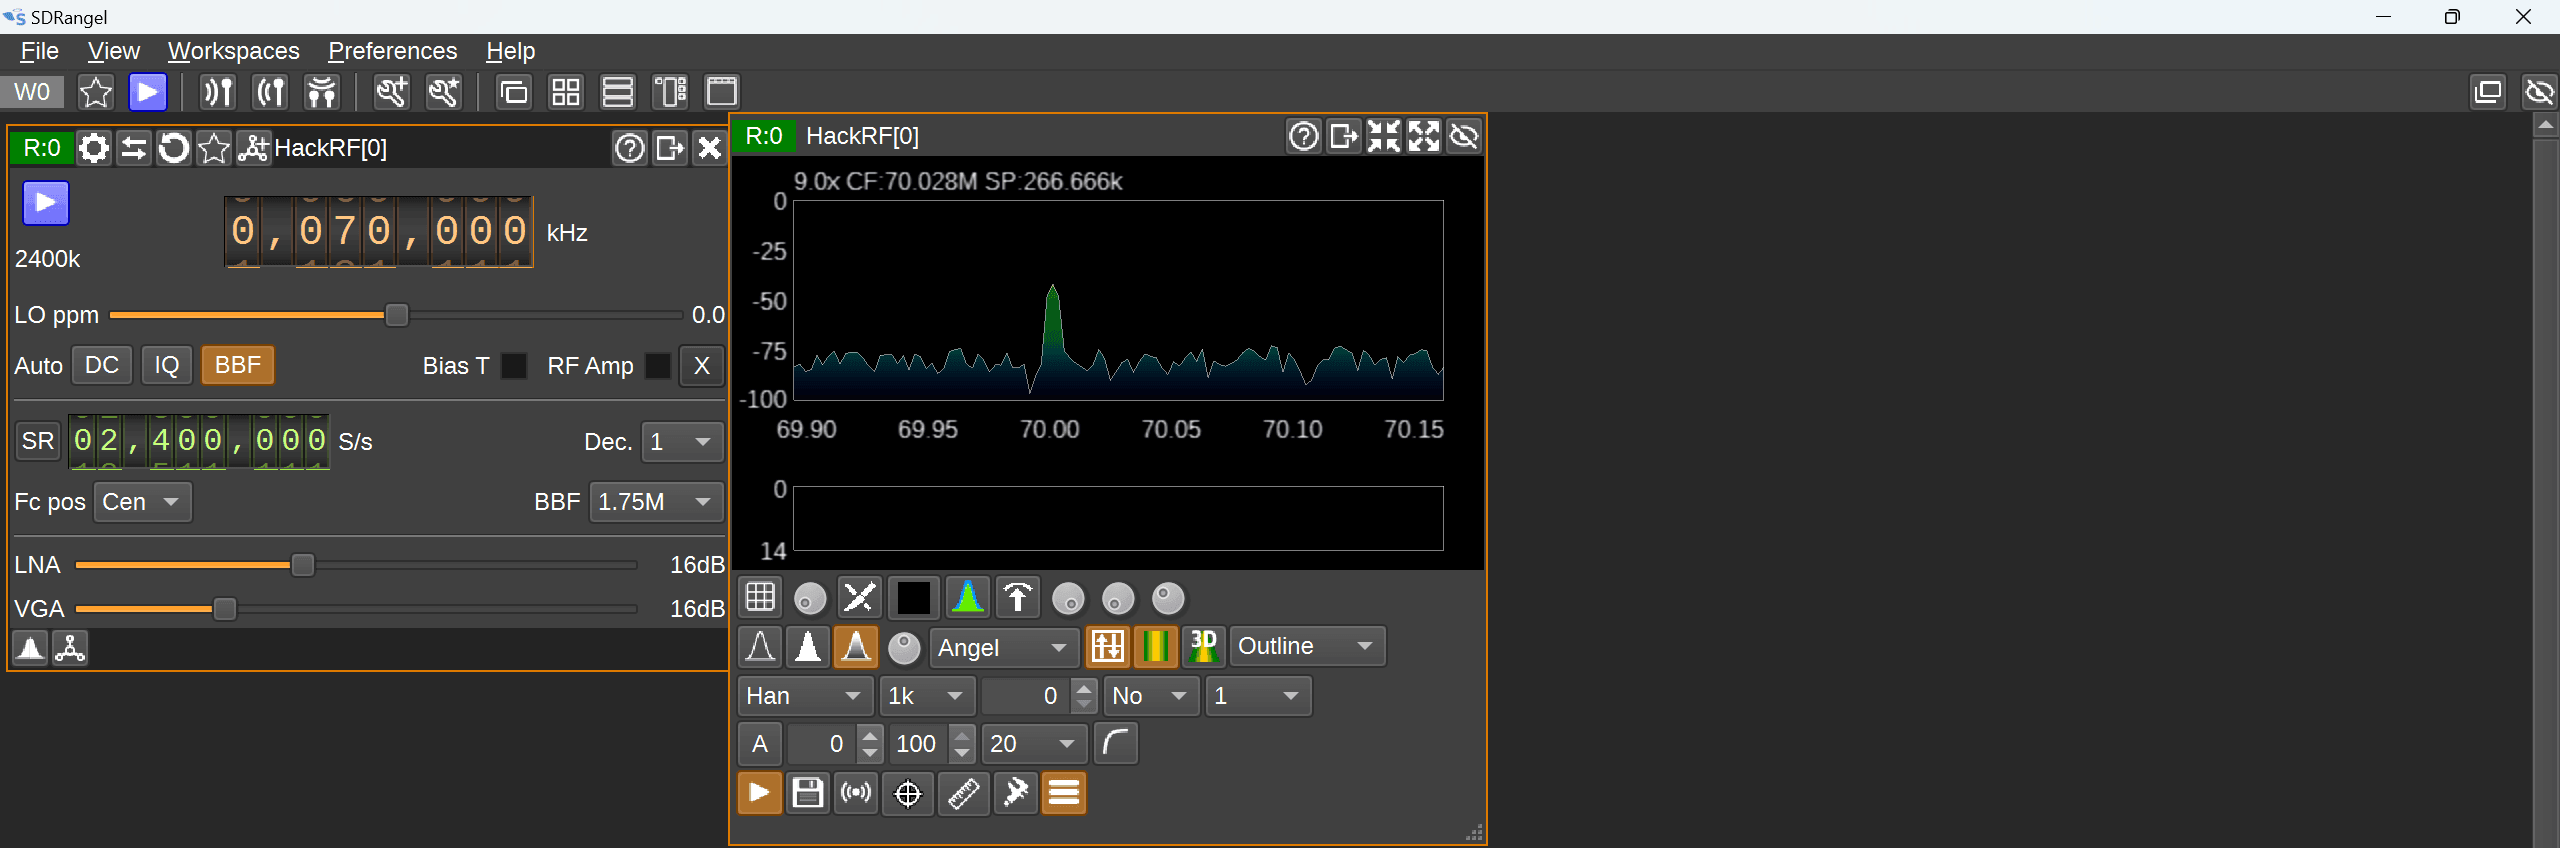 SDRangel
File View Workspaces Preferences Help
W0
R:0 HackRF[0]
0,070,000 kHz
2400k
LO ppm 0.0
Auto DC IQ BBF Bias T RF Amp X
SR 02,400,000 S/s Dec. 1
Fc pos Cen BBF 1.75M
LNA 16dB
VGA 16dB
R:0 HackRF[0]
9.0x CF:70.028M SP:266.666k
0
-25
-50
-75
-100
69.90 69.95 70.00 70.05 70.10 70.15
0
14
Angel 3D Outline
Han 1k 0 No 1
A 0 100 20